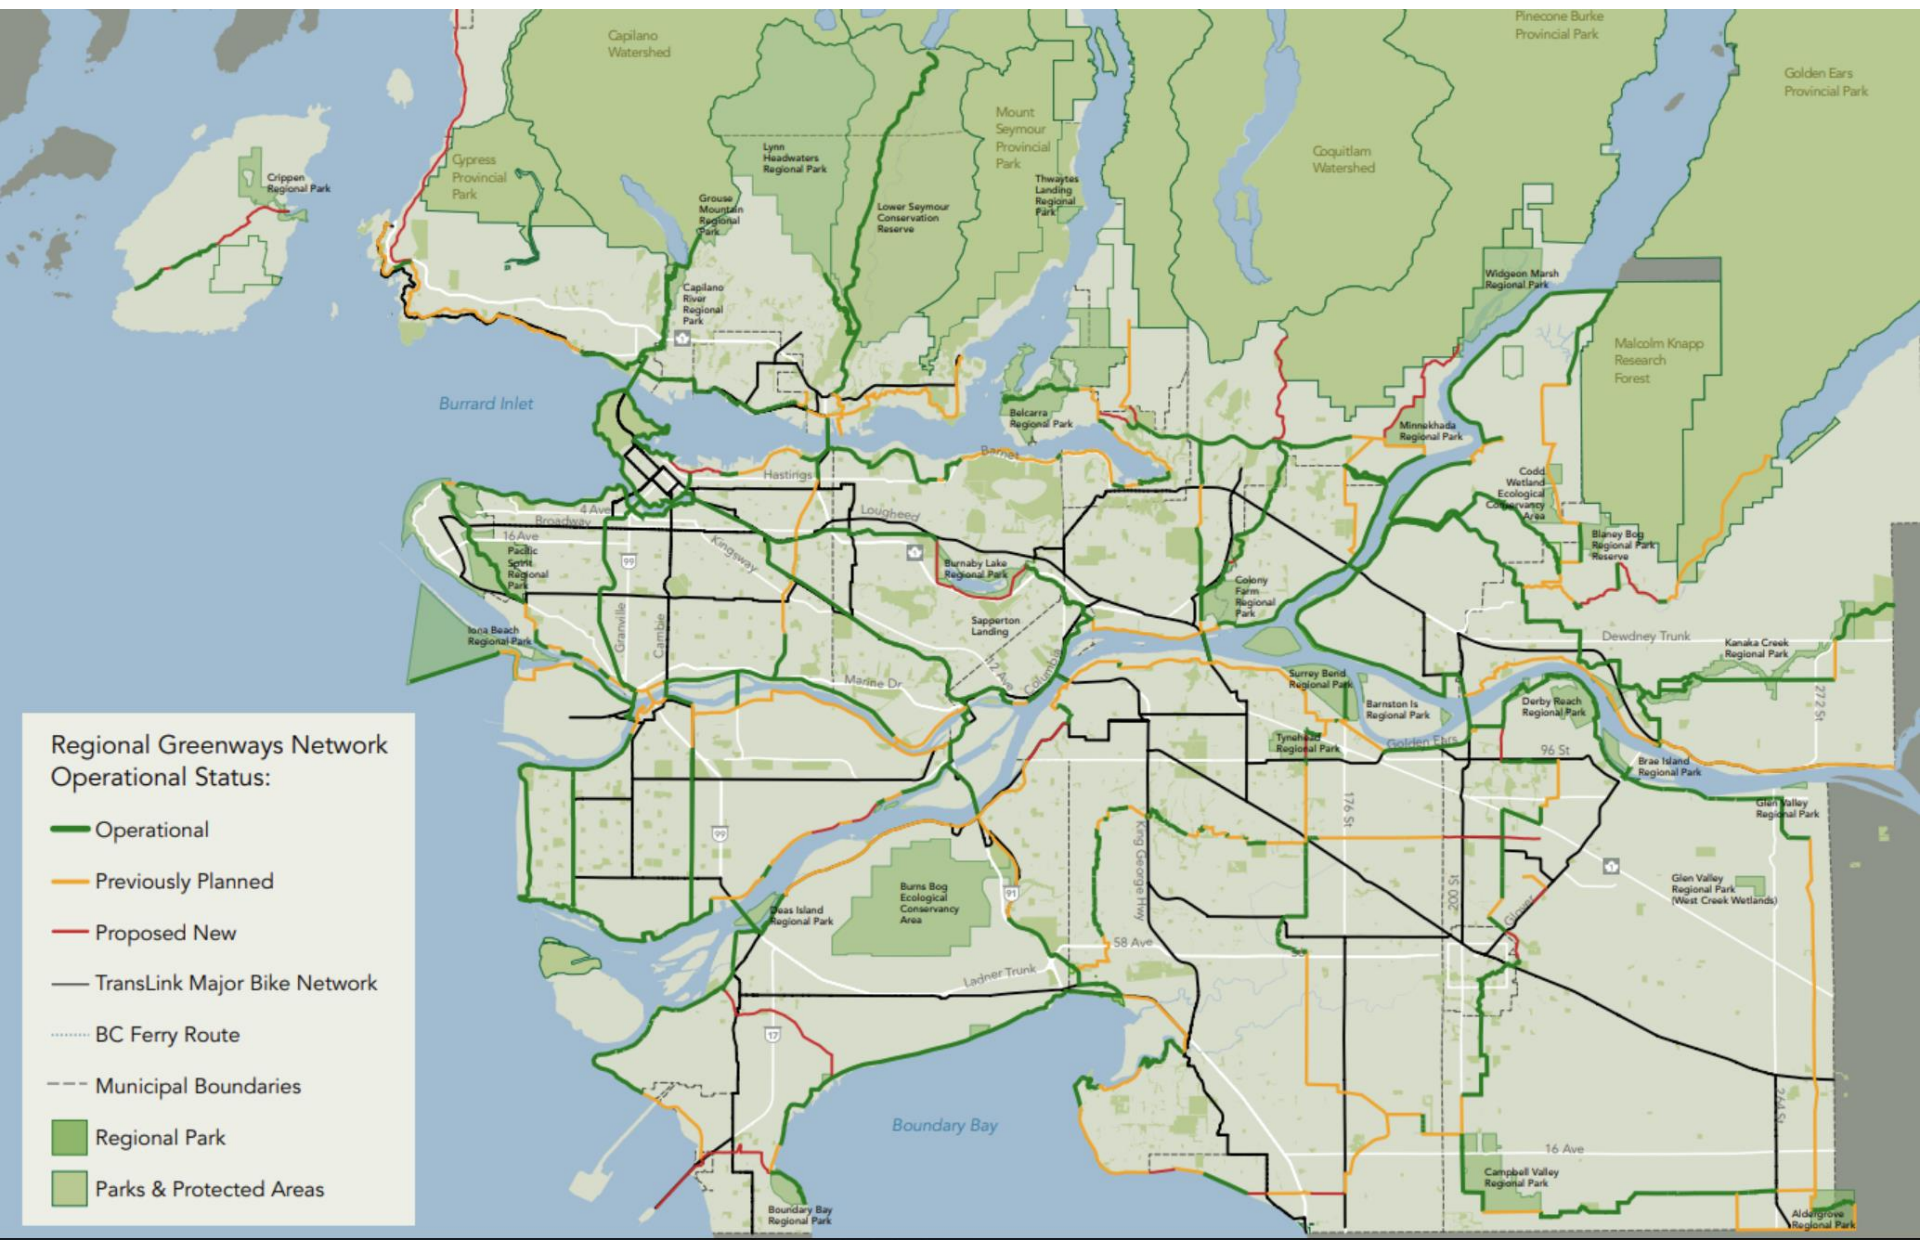 Capilano
Watershed
Pinecone Burke
Provincial Park
Golden Ears
Provincial Park
Mount
Seymour
Provincial
Park
Cypress
Provincial
Park
Lynn
Headwaters
Regional Park
Coquitlam
Watershed
Crippen
Regional Park
Thwaytes
Landing
Regional
Park
Grouse
Mountain
Regional
Park
Lower Seymour
Conservation
Reserve
Widgeon Marsh
Regional Park
Capilano
River
Regional
Park
1
Malcolm Knapp
Research
Forest
Burrard Inlet
Belcarra
Regional Park
Minnekhada
Regional Park
Barnet
Hastings
Codd
Wetland
Ecological
Conservancy
Area
4 Ave
Broadway
Lougheed
16 Ave
Kingsway
Pacific
Spirit
Regional
Park
99
1
Burnaby Lake
Regional Park
Blaney Bog
Regional Park
Reserve
Colony
Farm
Regional
Park
Granville
Cambie
Iona Beach
Regional Park
Sapperton
Landing
Dewdney Trunk
Kanaka Creek
Regional Park
12 Ave
Columbia
Marine Dr
Surrey Bend
Regional Park
Barnston Is
Regional Park
Derby Reach
Regional Park
272 St
Tynehead
Regional Park
Golden Ears
96 St
Brae Island
Regional Park
Glen Valley
Regional Park
176 St
99
King George Hwy
1
Burns Bog
Ecological
Conservancy
Area
91
200 St
Glover
Glen Valley
Regional Park
(West Creek Wetlands)
Deas Island
Regional Park
58 Ave
Ladner Trunk
17
Boundary Bay
264 St
16 Ave
Campbell Valley
Regional Park
Boundary Bay
Regional Park
Aldergrove
Regional Park
Regional Greenways Network
Operational Status:
Operational
Previously Planned
Proposed New
TransLink Major Bike Network
BC Ferry Route
Municipal Boundaries
Regional Park
Parks & Protected Areas